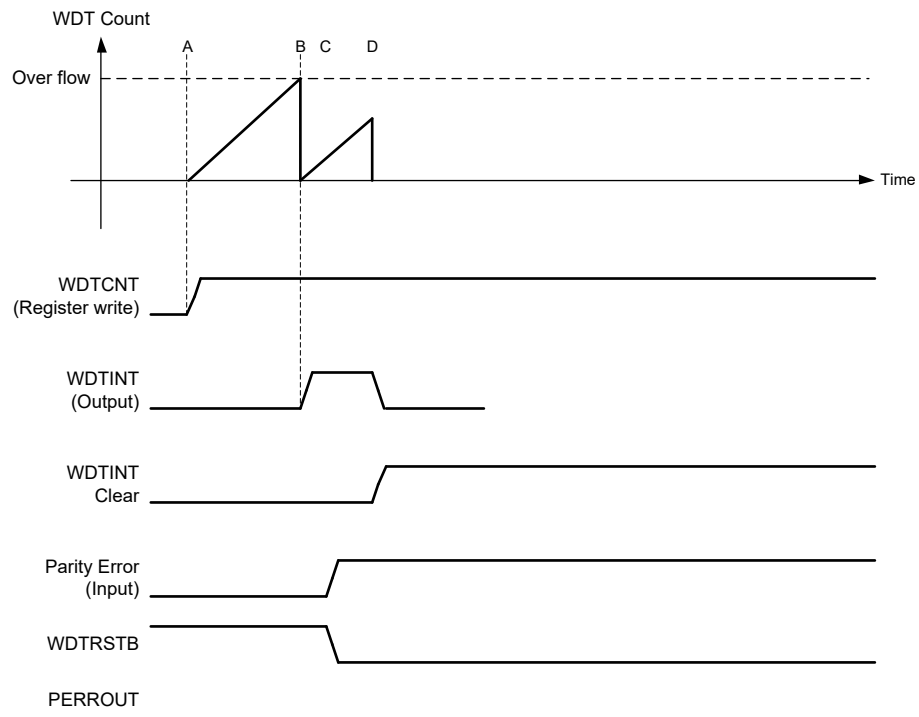 WDT Count
A B C D
Over flow
Time
WDTCNT
(Register write)
WDTINT
(Output)
WDTINT
Clear
Parity Error
(Input)
WDTRSTB
PERROUT